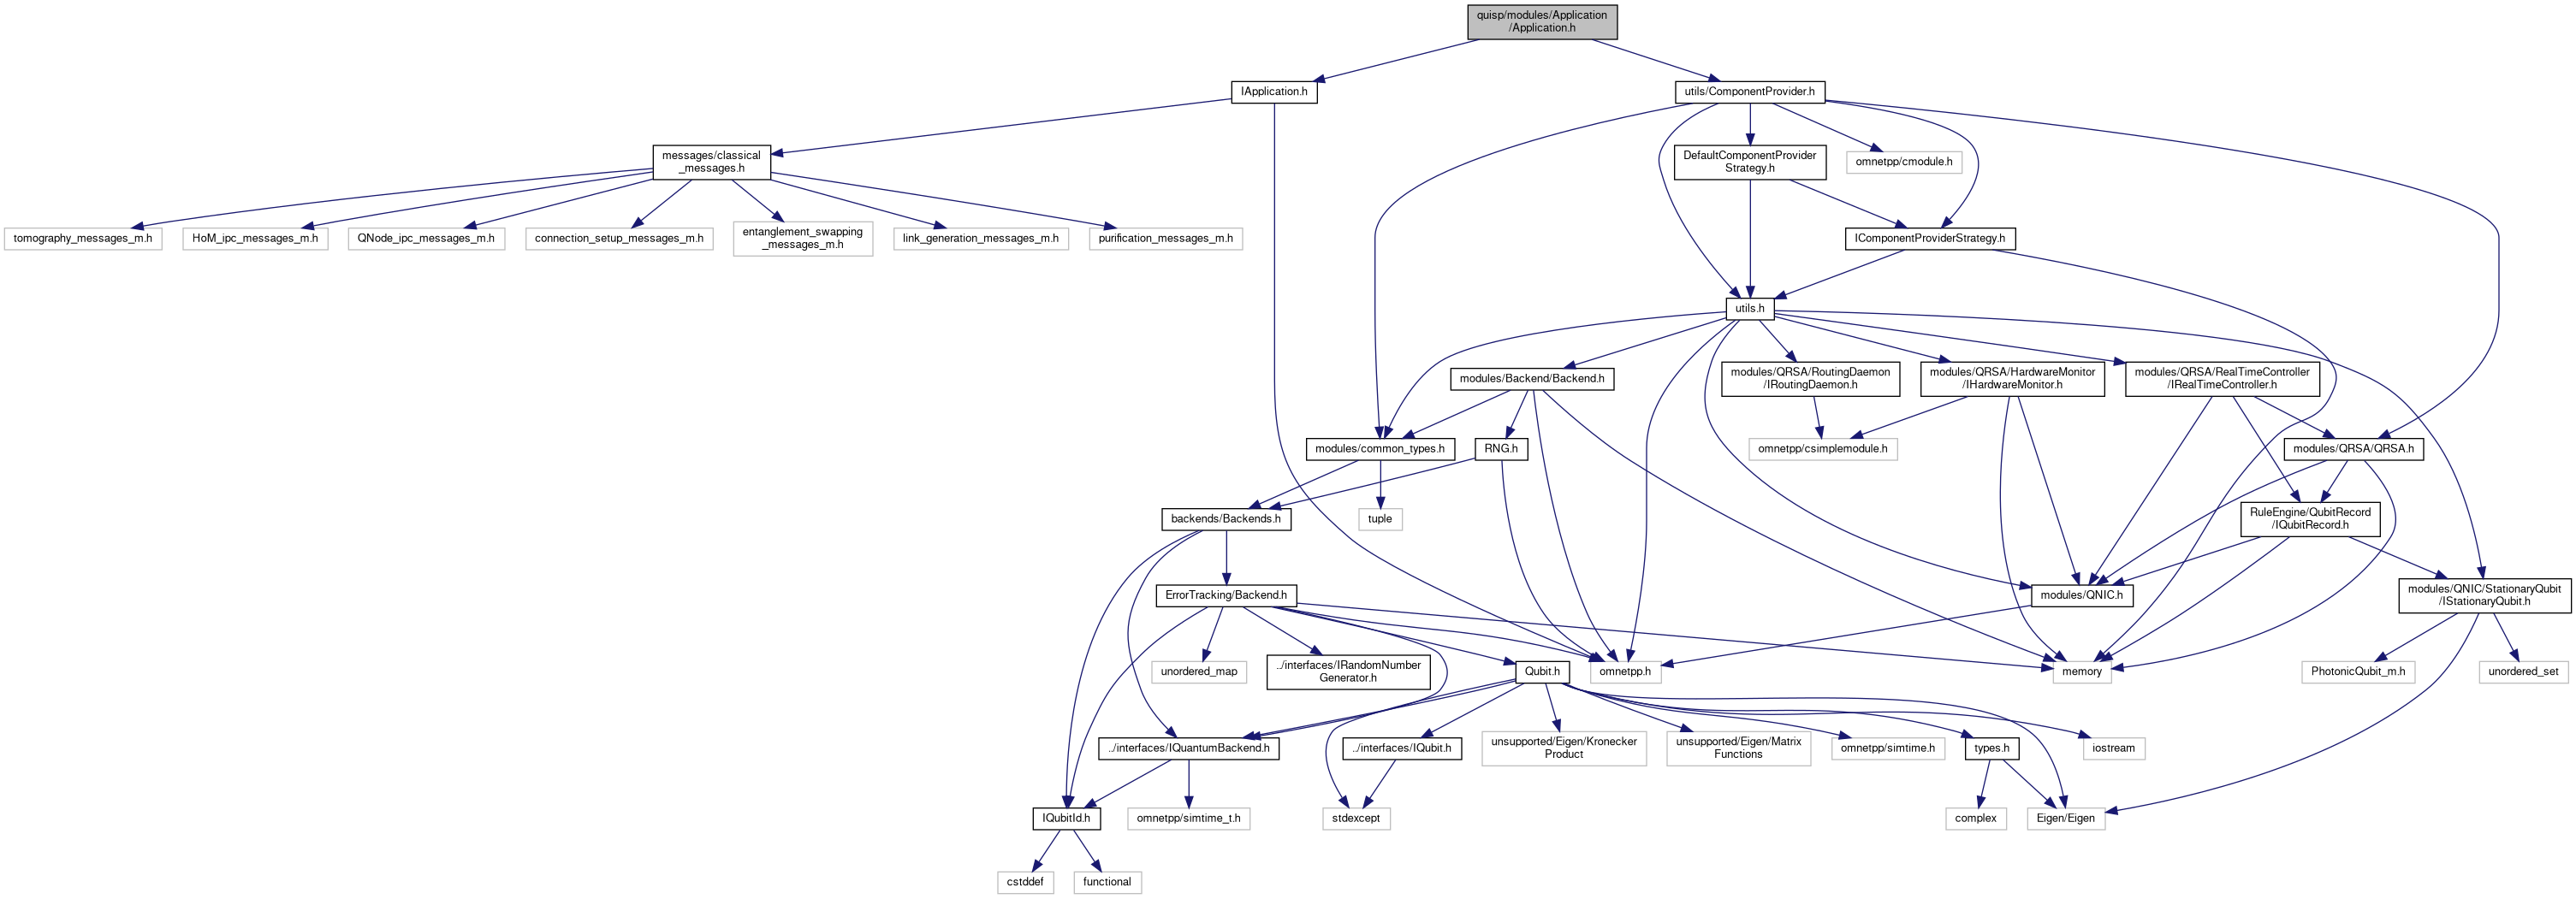 quisp/modules/Application
/Application.h
IApplication.h
utils/ComponentProvider.h
messages/classical
_messages.h
DefaultComponentProvider
Strategy.h
omnetpp/cmodule.h
tomography_messages_m.h
HoM_ipc_messages_m.h
QNode_ipc_messages_m.h
connection_setup_messages_m.h
entanglement_swapping
_messages_m.h
link_generation_messages_m.h
purification_messages_m.h
IComponentProviderStrategy.h
utils.h
modules/Backend/Backend.h
modules/QRSA/RoutingDaemon
/IRoutingDaemon.h
modules/QRSA/HardwareMonitor
/IHardwareMonitor.h
modules/QRSA/RealTimeController
/IRealTimeController.h
modules/common_types.h
RNG.h
omnetpp/csimplemodule.h
modules/QRSA/QRSA.h
backends/Backends.h
tuple
RuleEngine/QubitRecord
/IQubitRecord.h
ErrorTracking/Backend.h
modules/QNIC.h
modules/QNIC/StationaryQubit
/IStationaryQubit.h
unordered_map
../interfaces/IRandomNumber
Generator.h
Qubit.h
omnetpp.h
memory
PhotonicQubit_m.h
unordered_set
../interfaces/IQuantumBackend.h
../interfaces/IQubit.h
unsupported/Eigen/Kronecker
Product
unsupported/Eigen/Matrix
Functions
omnetpp/simtime.h
types.h
iostream
IQubitId.h
omnetpp/simtime_t.h
stdexcept
complex
Eigen/Eigen
cstddef
functional